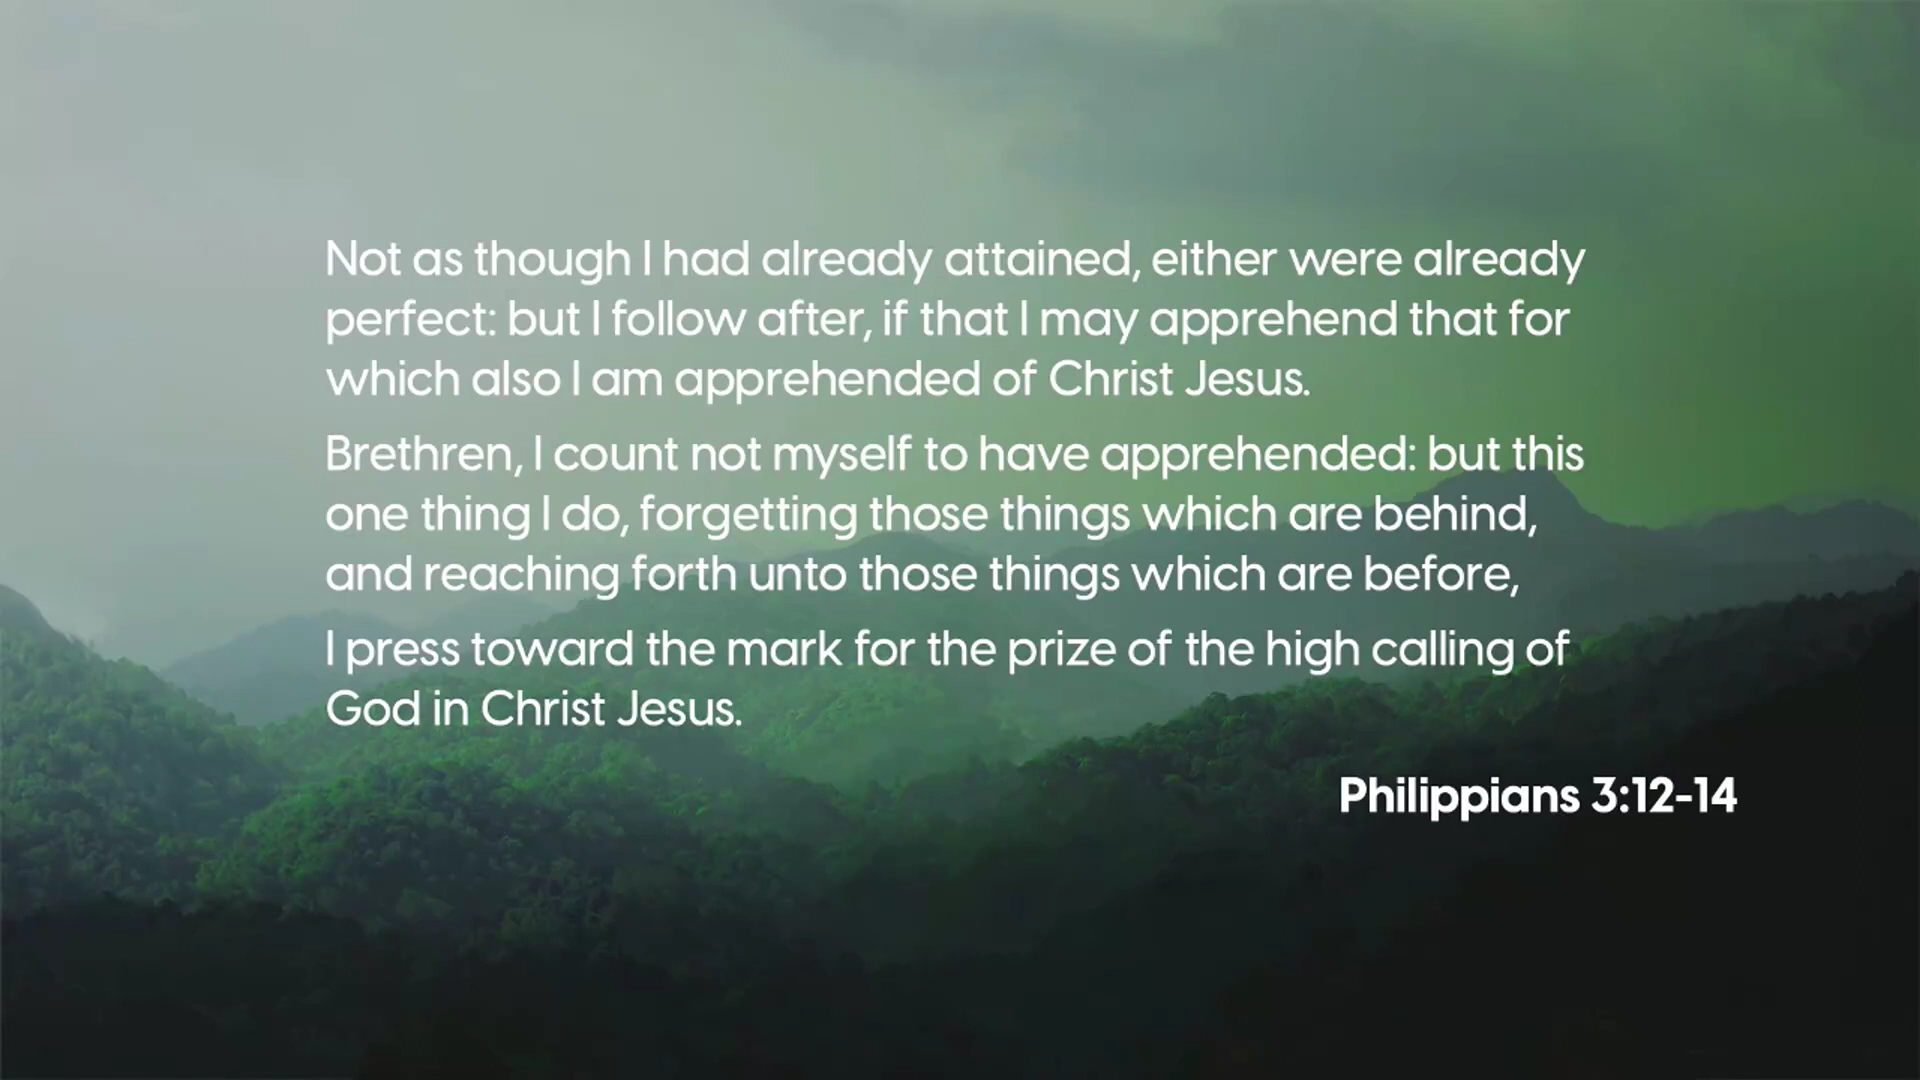 Not as though I had already attained, either were already
perfect: but I follow after, if that I may apprehend that for
which also I am apprehended of Christ Jesus.
Brethren, I count not myself to have apprehended: but this
one thing I do, forgetting those things which are behind,
and reaching forth unto those things which are before,
I press toward the mark for the prize of the high calling of
God in Christ Jesus.
Philippians 3:12-14